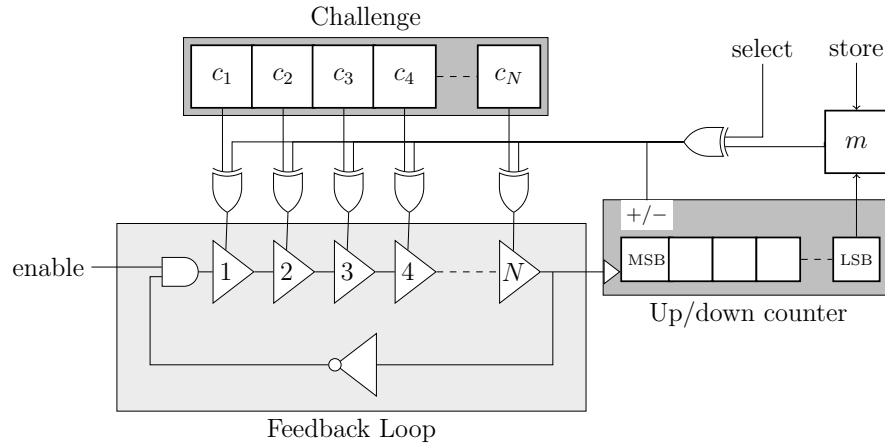 Challenge
select
store
c1 c2 c3 c4 cN
m
+/−
enable
1 2 3 4 N
MSB
LSB
Up/down counter
Feedback Loop